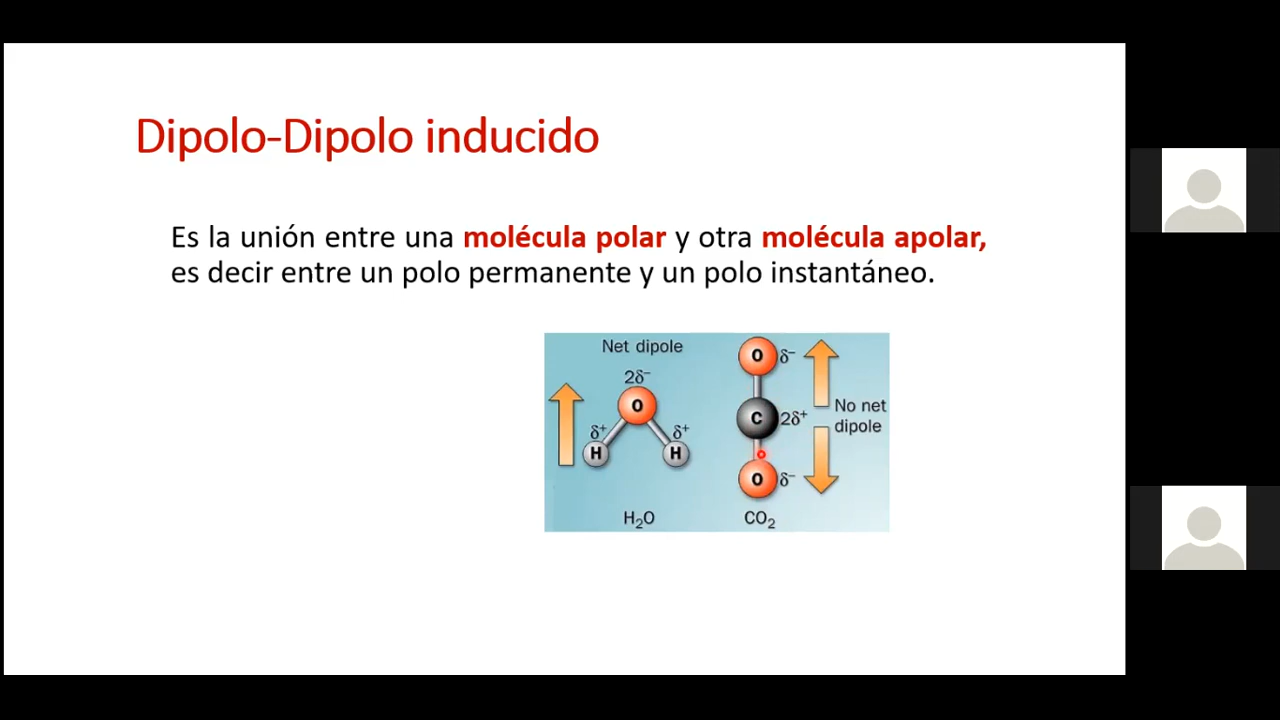 Dipolo-Dipolo inducido
Es la unión entre una molécula polar y otra molécula apolar,
es decir entre un polo permanente y un polo instantáneo.
Net dipole
2δ⁻
O
δ⁺ δ⁺
H H
H₂O
O δ⁻
C 2δ⁺
O δ⁻
CO₂
No net
dipole